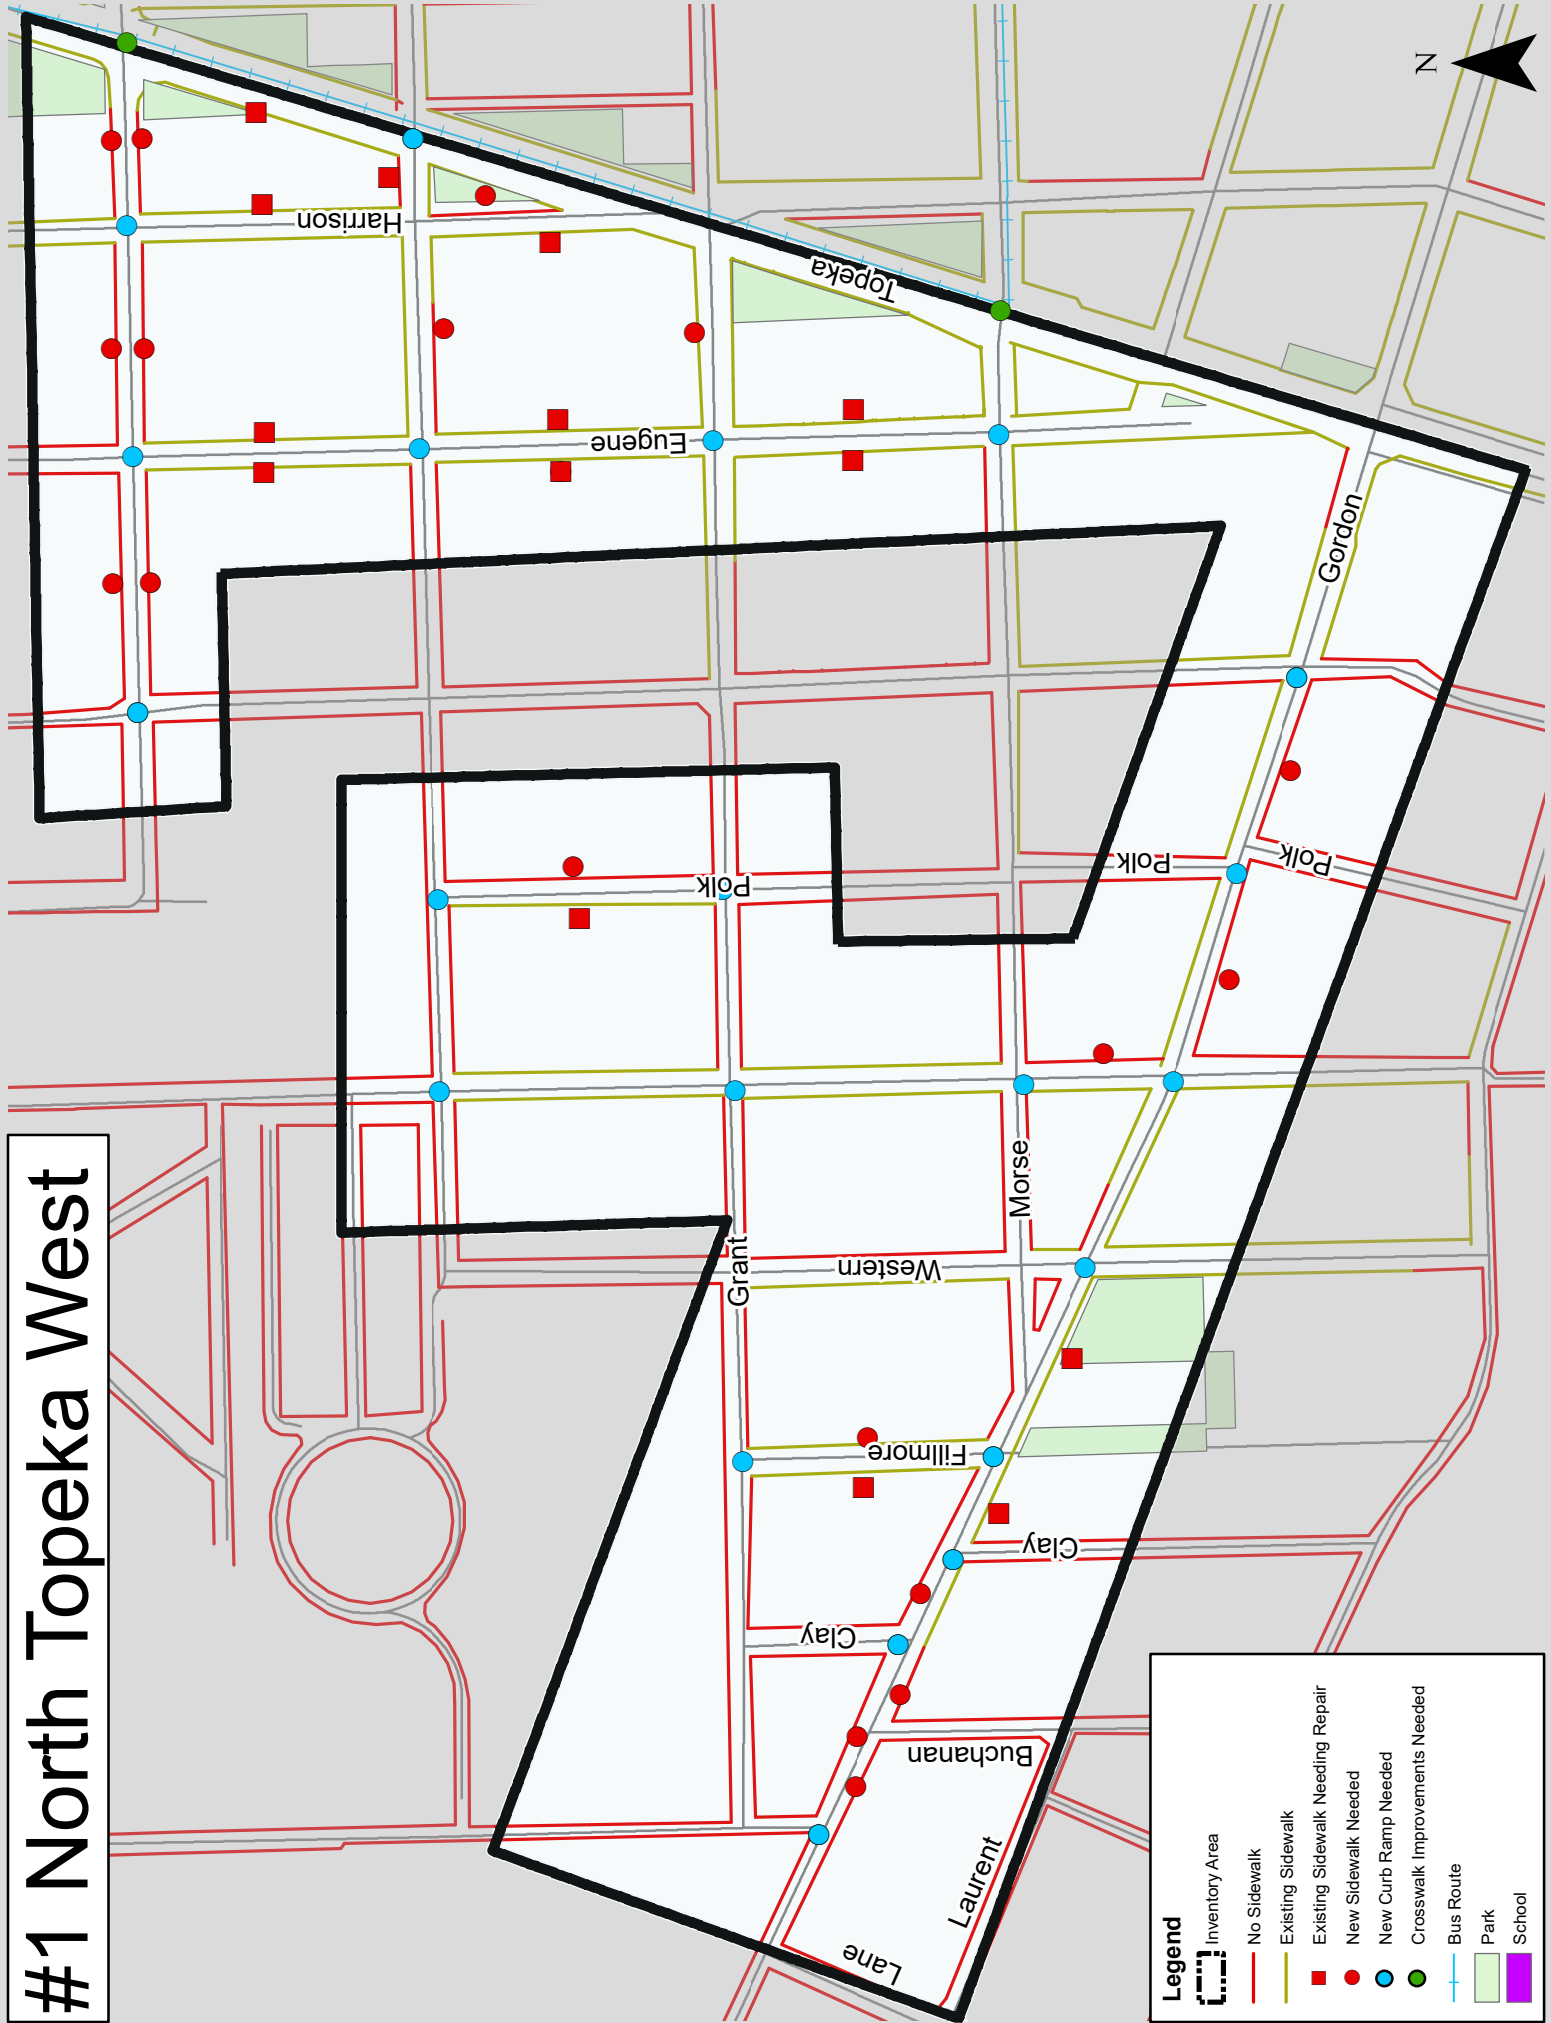 #1 North Topeka West
N
Harrison
Topeka
Eugene
Gordon
Polk
Polk
Polk
Morse
Grant
Western
Fillmore
Clay
Clay
Buchanan
Laurent
Lane
Legend
Inventory Area
No Sidewalk
Existing Sidewalk
Existing Sidewalk Needing Repair
New Sidewalk Needed
New Curb Ramp Needed
Crosswalk Improvements Needed
Bus Route
Park
School